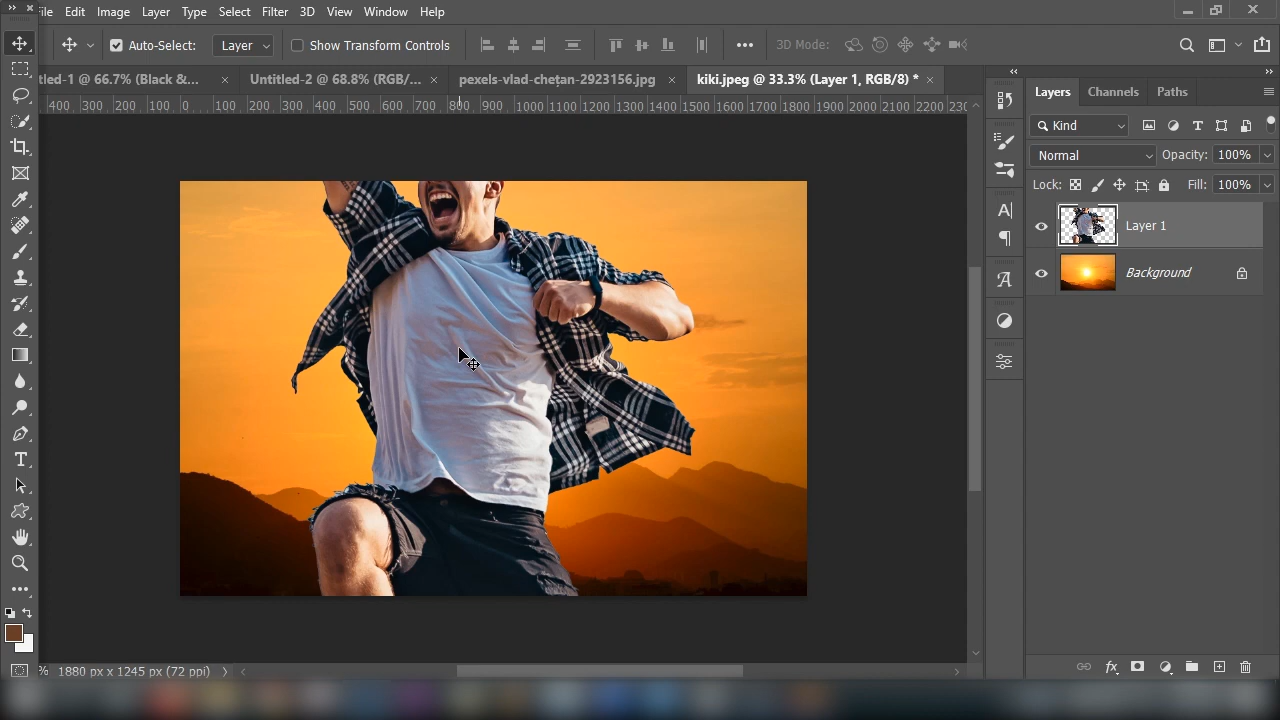 ile Edit Image Layer Type Select Filter 3D View Window Help
Auto-Select: Layer Show Transform Controls 3D Mode:
tled-1 @ 66.7% (Black &... × Untitled-2 @ 68.8% (RGB/... × pexels-vlad-chețan-2923156.jpg × kiki.jpeg @ 33.3% (Layer 1, RGB/8) * ×
400 300 200 100 0 100 200 300 400 500 600 700 800 900 1000 1100 1200 1300 1400 1500 1600 1700 1800 1900 2000 2100 2200 230
Layers Channels Paths
Kind
Normal Opacity: 100%
Lock: Fill: 100%
Layer 1
Background
% 1880 px x 1245 px (72 ppi)